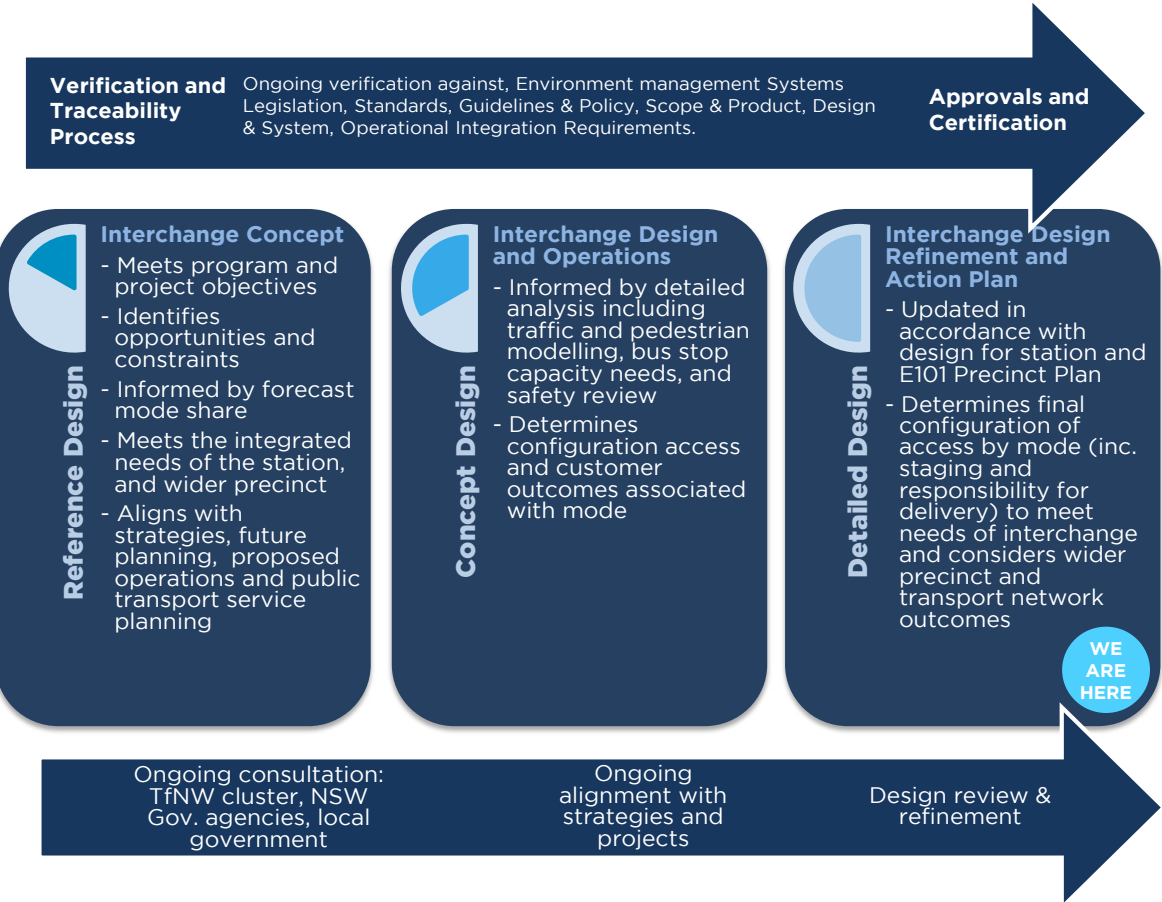 Verification and
Traceability
Process
Ongoing verification against, Environment management Systems
Legislation, Standards, Guidelines & Policy, Scope & Product, Design
& System, Operational Integration Requirements.
Approvals and
Certification
Reference Design
Interchange Concept
- Meets program and
project objectives
- Identifies
opportunities and
constraints
- Informed by forecast
mode share
- Meets the integrated
needs of the station,
and wider precinct
- Aligns with
strategies, future
planning, proposed
operations and public
transport service
planning
Concept Design
Interchange Design
and Operations
- Informed by detailed
analysis including
traffic and pedestrian
modelling, bus stop
capacity needs, and
safety review
- Determines
configuration access
and customer
outcomes associated
with mode
Detailed Design
Interchange Design
Refinement and
Action Plan
- Updated in
accordance with
design for station and
E101 Precinct Plan
- Determines final
configuration of
access by mode (inc.
staging and
responsibility for
delivery) to meet
needs of interchange
and considers wider
precinct and
transport network
outcomes
WE
ARE
HERE
Ongoing consultation:
TfNW cluster, NSW
Gov. agencies, local
government
Ongoing
alignment with
strategies and
projects
Design review &
refinement